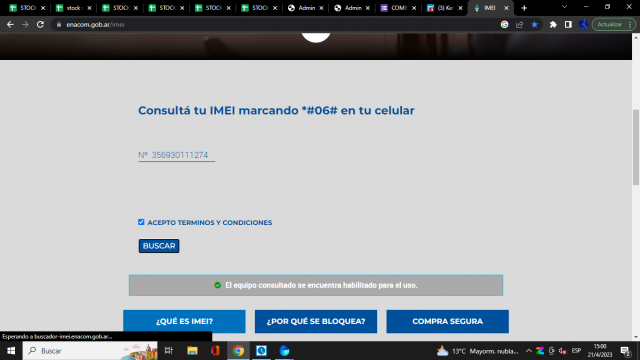 STOCK
stock
STOCK
STOCK
STOCK
STOCK
Admin
Admin
COME
(3) Ke
IMEI
enacom.gob.ar/imei
Actualizar
Consultá tu IMEI marcando *#06# en tu celular
Nº 356930111274
ACEPTO TERMINOS Y CONDICIONES
BUSCAR
El equipo consultado se encuentra habilitado para el uso.
¿QUÉ ES IMEI?
¿POR QUÉ SE BLOQUEA?
COMPRA SEGURA
Esperando a buscador-imei.enacom.gob.ar...
Buscar
13°C Mayorm. nubla...
ESP
15:00
21/4/2023